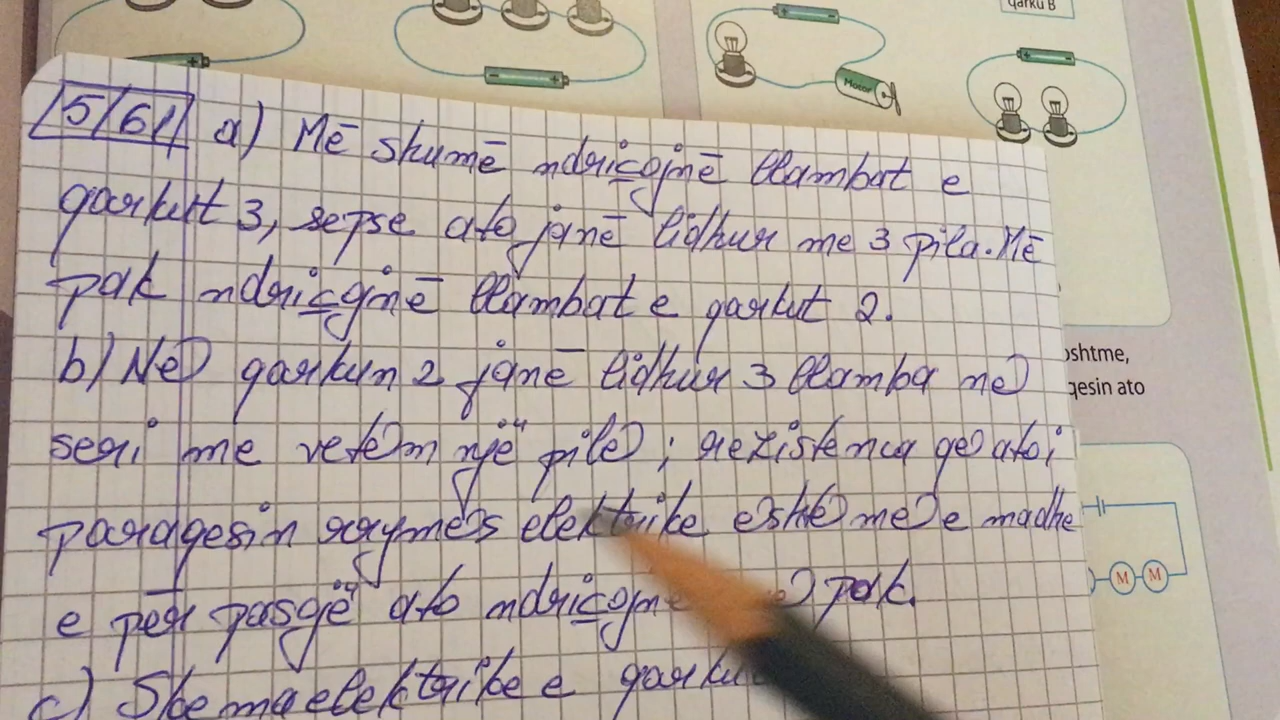 qarku B
Motor
5/61 a) Më shumë ndriçojnë llambat e
qarkut 3, sepse ato janë lidhur me 3 pila. Më
pak ndriçojnë llambat e qarkut 2.
b) Në qarkun 2 janë lidhur 3 llamba në
oshtme,
qesin ato
seri me vetëm një pilë; rezistenca që ato i
paraqesin rrymës elektrike është më e madhe
M M
e për pasojë ato ndriçojnë pak.
c) Skema elektrike e